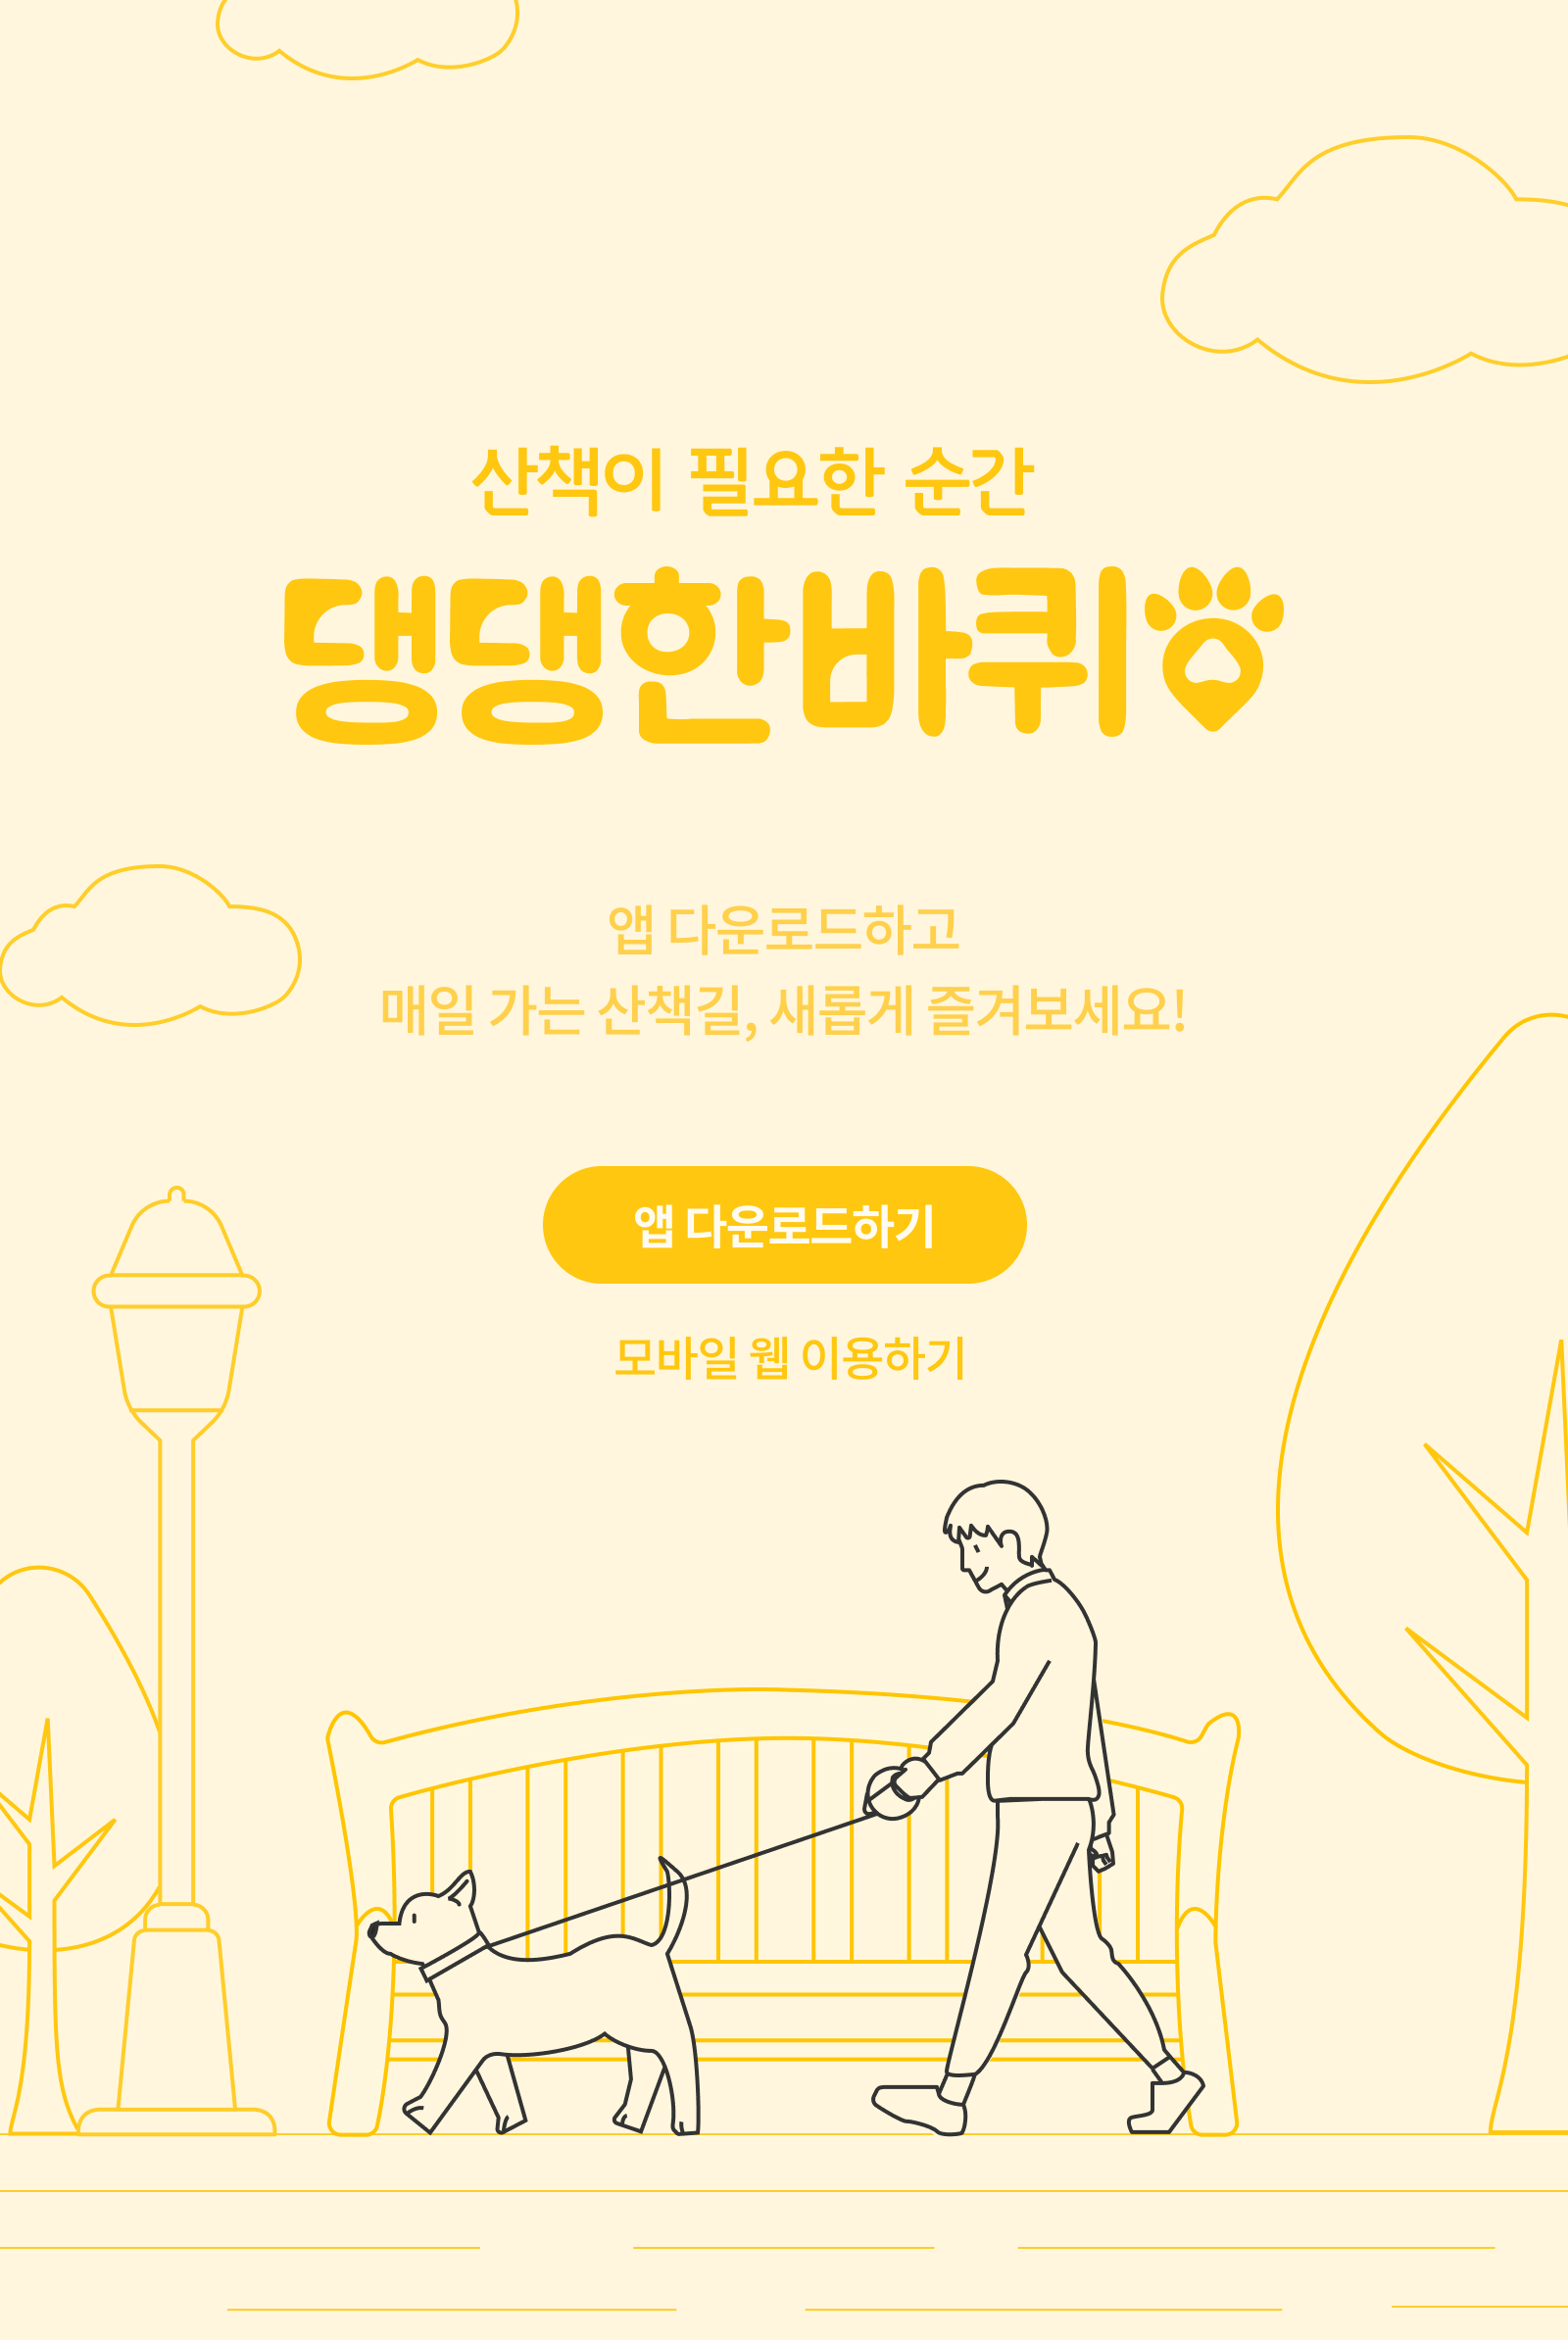 산책이 필요한 순간
댕댕한바퀴
앱 다운로드하고
매일 가는 산책길, 새롭게 즐겨보세요!
앱 다운로드하기
모바일 웹 이용하기